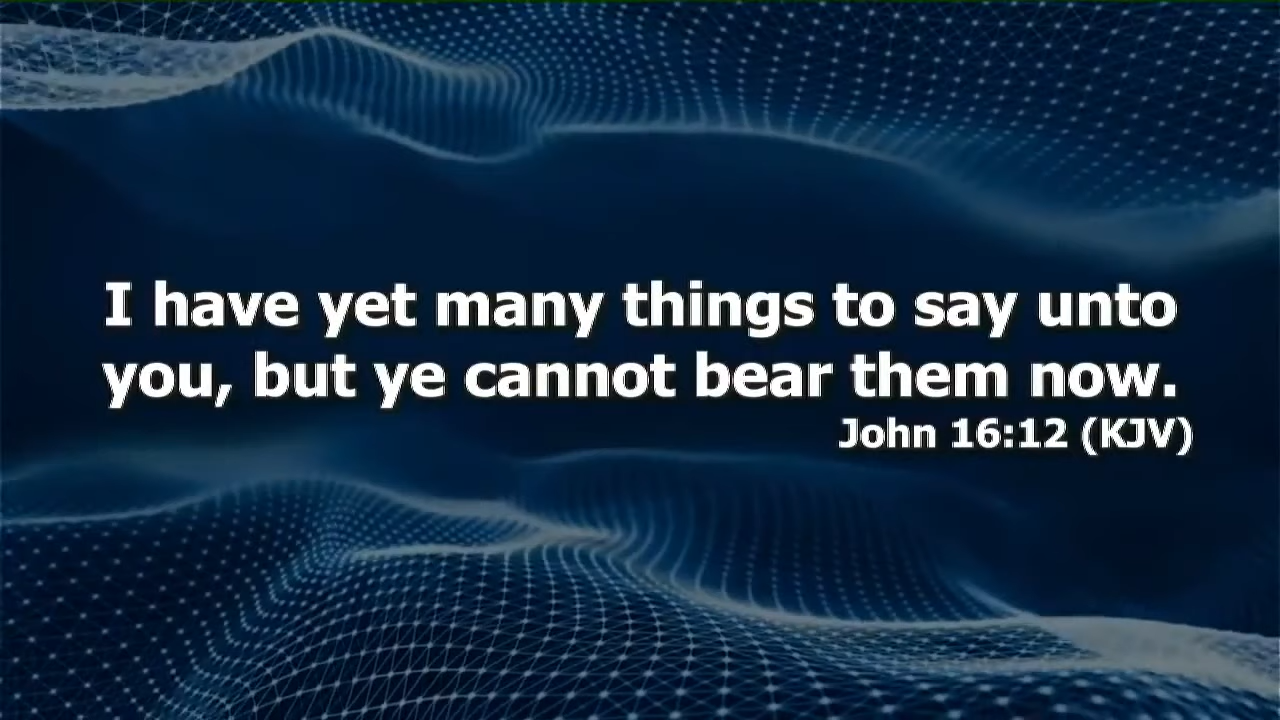 I have yet many things to say unto
you, but ye cannot bear them now.
John 16:12 (KJV)